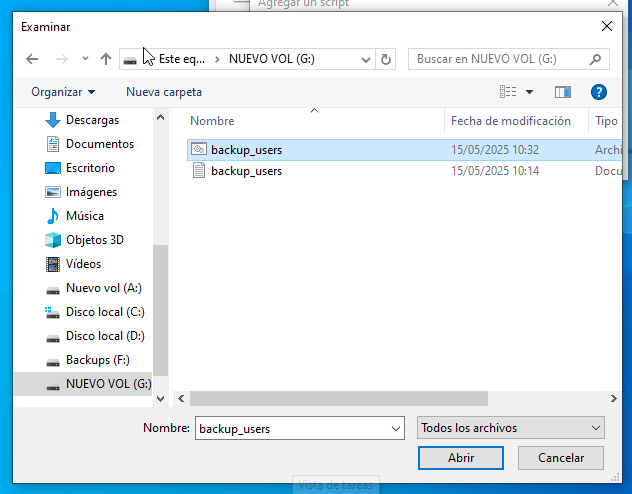 Agregar un script
Examinar
Este eq... > NUEVO VOL (G:)
Buscar en NUEVO VOL (G:)
Organizar
Nueva carpeta
Nombre
Fecha de modificación
Tipo
Descargas
Documentos
Escritorio
Imágenes
Música
Objetos 3D
Vídeos
Nuevo vol (A:)
Disco local (C:)
Disco local (D:)
Backups (F:)
NUEVO VOL (G:)
backup_users 15/05/2025 10:32 Archi
backup_users 15/05/2025 10:14 Docu
Nombre: backup_users
Todos los archivos
Abrir
Cancelar
Vista de tareas